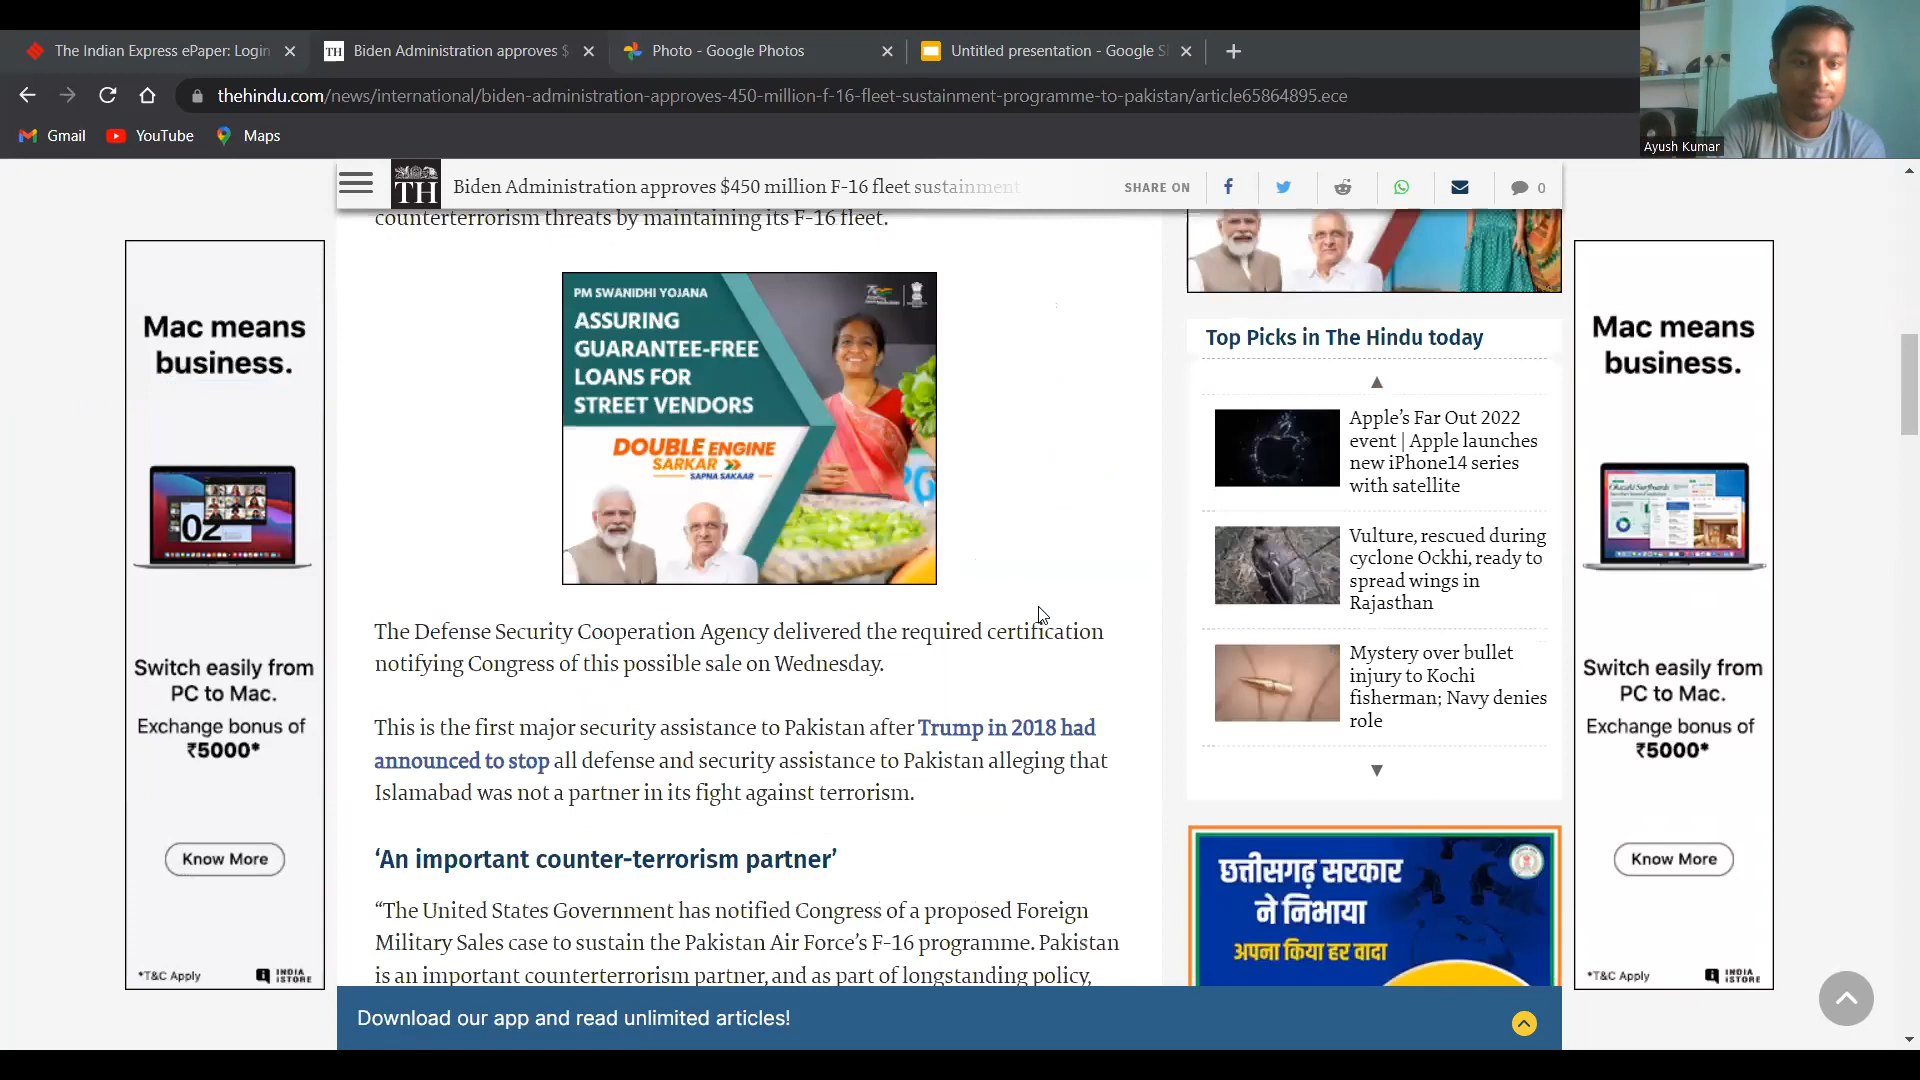 The Indian Express ePaper: Login
TH Biden Administration approves $
Photo - Google Photos
Untitled presentation - Google Sl
thehindu.com/news/international/biden-administration-approves-450-million-f-16-fleet-sustainment-programme-to-pakistan/article65864895.ece
Gmail
YouTube
Maps
Ayush Kumar
TH
Biden Administration approves $450 million F-16 fleet sustainment
SHARE ON
0
counterterrorism threats by maintaining its F-16 fleet.
Mac means
business.
Switch easily from
PC to Mac.
Exchange bonus of
₹5000*
Know More
*T&C Apply
INDIA
iSTORE
PM SWANIDHI YOJANA
ASSURING
GUARANTEE-FREE
LOANS FOR
STREET VENDORS
DOUBLE ENGINE
SARKAR
SAPNA SAKAAR
The Defense Security Cooperation Agency delivered the required certification
notifying Congress of this possible sale on Wednesday.
This is the first major security assistance to Pakistan after Trump in 2018 had
announced to stop all defense and security assistance to Pakistan alleging that
Islamabad was not a partner in its fight against terrorism.
‘An important counter-terrorism partner’
“The United States Government has notified Congress of a proposed Foreign
Military Sales case to sustain the Pakistan Air Force’s F-16 programme. Pakistan
is an important counterterrorism partner, and as part of longstanding policy,
Top Picks in The Hindu today
Apple’s Far Out 2022
event | Apple launches
new iPhone14 series
with satellite
Vulture, rescued during
cyclone Ockhi, ready to
spread wings in
Rajasthan
Mystery over bullet
injury to Kochi
fisherman; Navy denies
role
छत्तीसगढ़ सरकार
ने निभाया
अपना किया हर वादा
Mac means
business.
Switch easily from
PC to Mac.
Exchange bonus of
₹5000*
Know More
*T&C Apply
INDIA
iSTORE
Download our app and read unlimited articles!